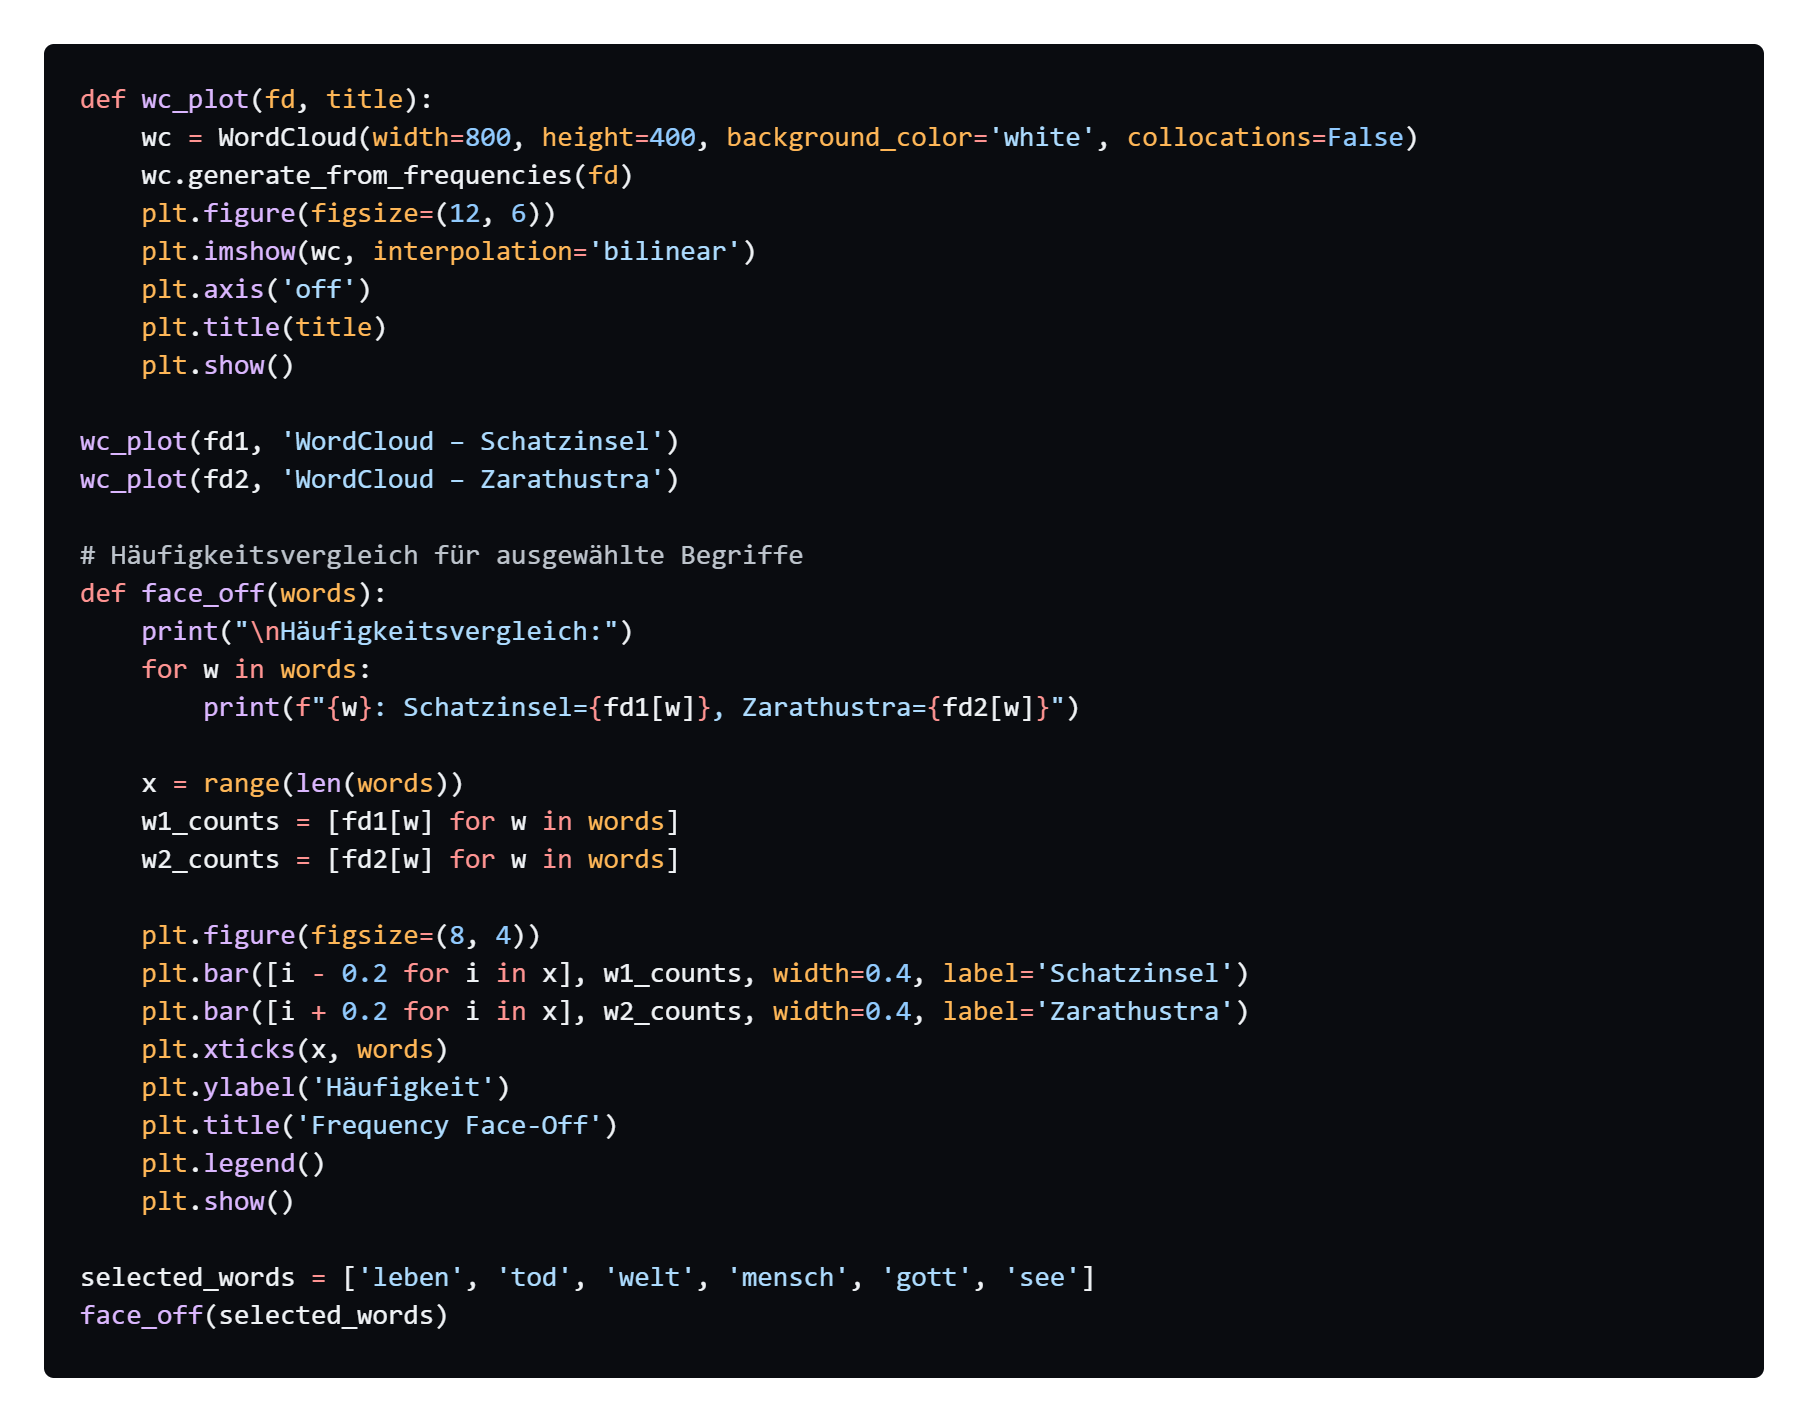 def wc_plot(fd, title):
    wc = WordCloud(width=800, height=400, background_color='white', collocations=False)
    wc.generate_from_frequencies(fd)
    plt.figure(figsize=(12, 6))
    plt.imshow(wc, interpolation='bilinear')
    plt.axis('off')
    plt.title(title)
    plt.show()

wc_plot(fd1, 'WordCloud – Schatzinsel')
wc_plot(fd2, 'WordCloud – Zarathustra')

# Häufigkeitsvergleich für ausgewählte Begriffe
def face_off(words):
    print("\nHäufigkeitsvergleich:")
    for w in words:
        print(f"{w}: Schatzinsel={fd1[w]}, Zarathustra={fd2[w]}")

    x = range(len(words))
    w1_counts = [fd1[w] for w in words]
    w2_counts = [fd2[w] for w in words]

    plt.figure(figsize=(8, 4))
    plt.bar([i - 0.2 for i in x], w1_counts, width=0.4, label='Schatzinsel')
    plt.bar([i + 0.2 for i in x], w2_counts, width=0.4, label='Zarathustra')
    plt.xticks(x, words)
    plt.ylabel('Häufigkeit')
    plt.title('Frequency Face-Off')
    plt.legend()
    plt.show()

selected_words = ['leben', 'tod', 'welt', 'mensch', 'gott', 'see']
face_off(selected_words)